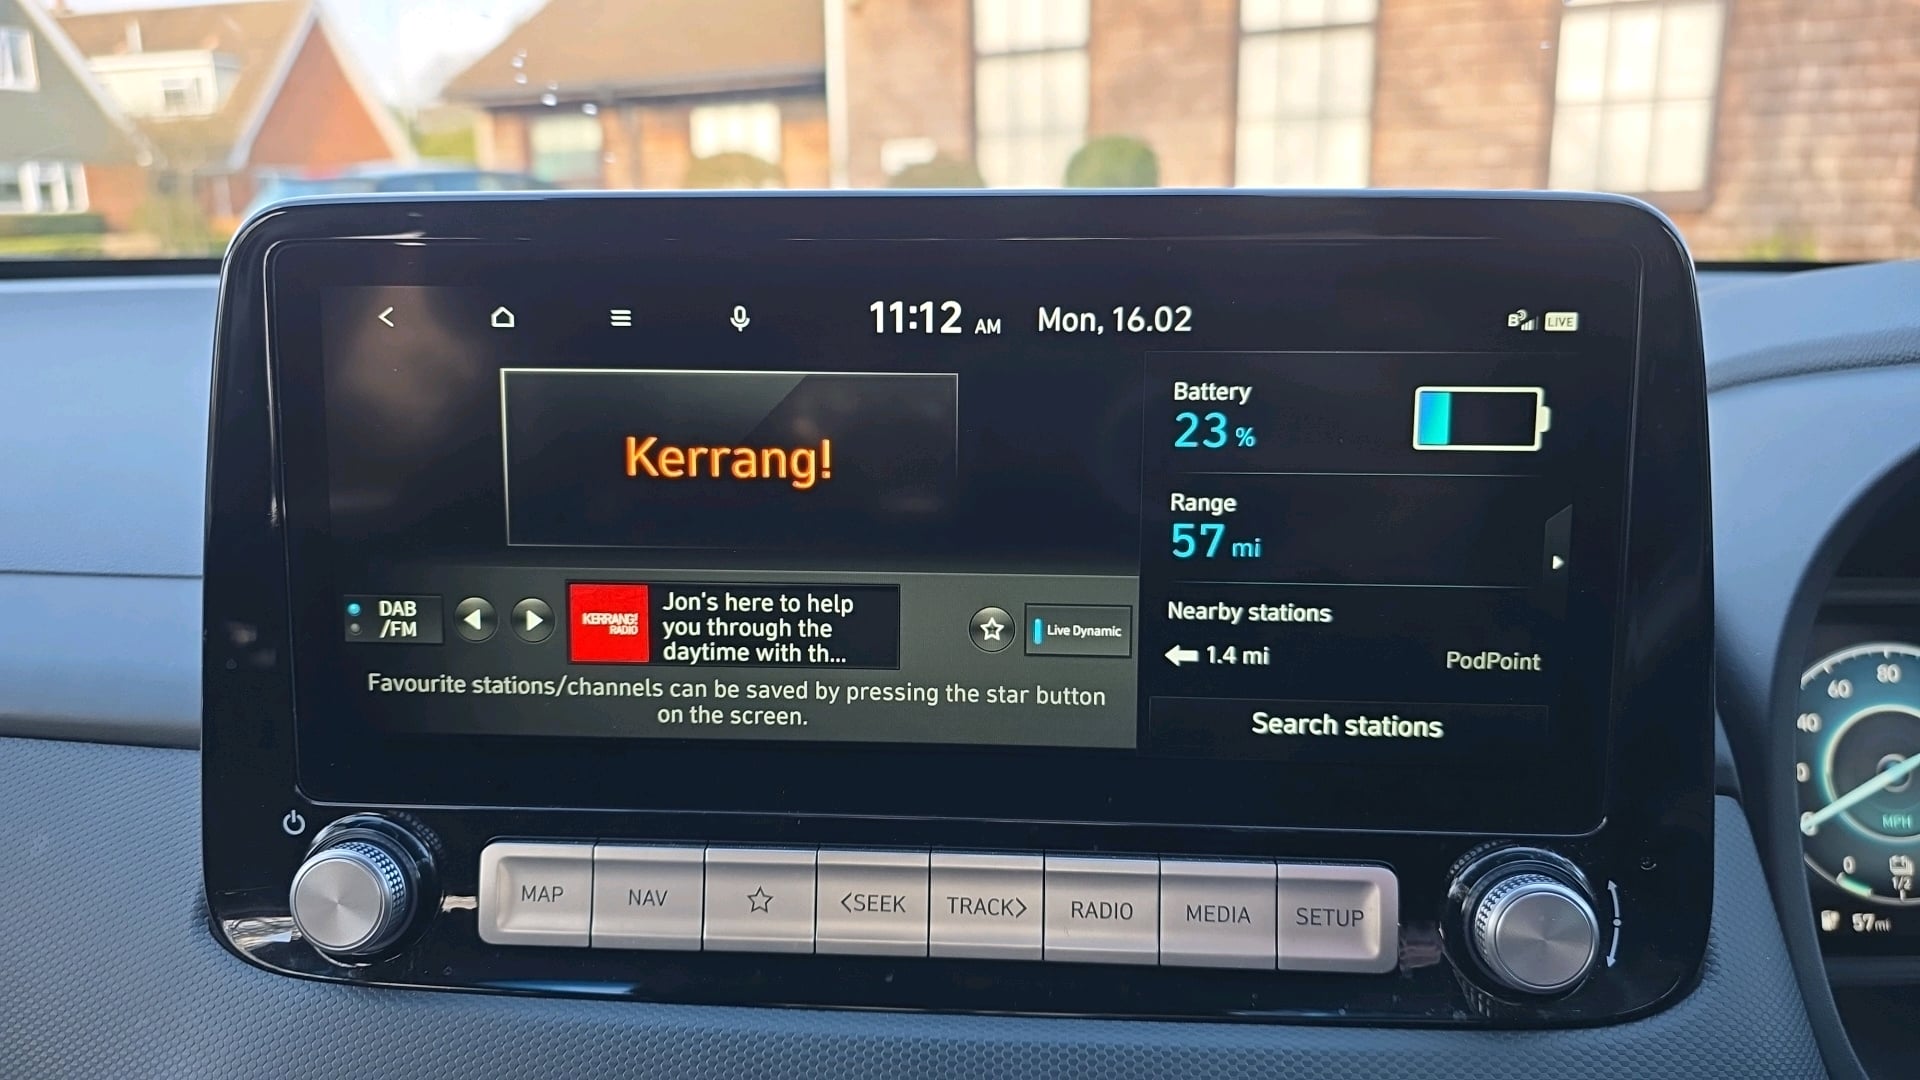 11:12 AM Mon, 16.02
B LIVE
Kerrang!
DAB
/FM
KERRANG!
RADIO
Jon's here to help
you through the
daytime with th...
Live Dynamic
Favourite stations/channels can be saved by pressing the star button
on the screen.
Battery
23 %
Range
57 mi
Nearby stations
1.4 mi PodPoint
Search stations
MAP NAV <SEEK TRACK> RADIO MEDIA SETUP
80
60
40
MPH
0
1/2
57mi